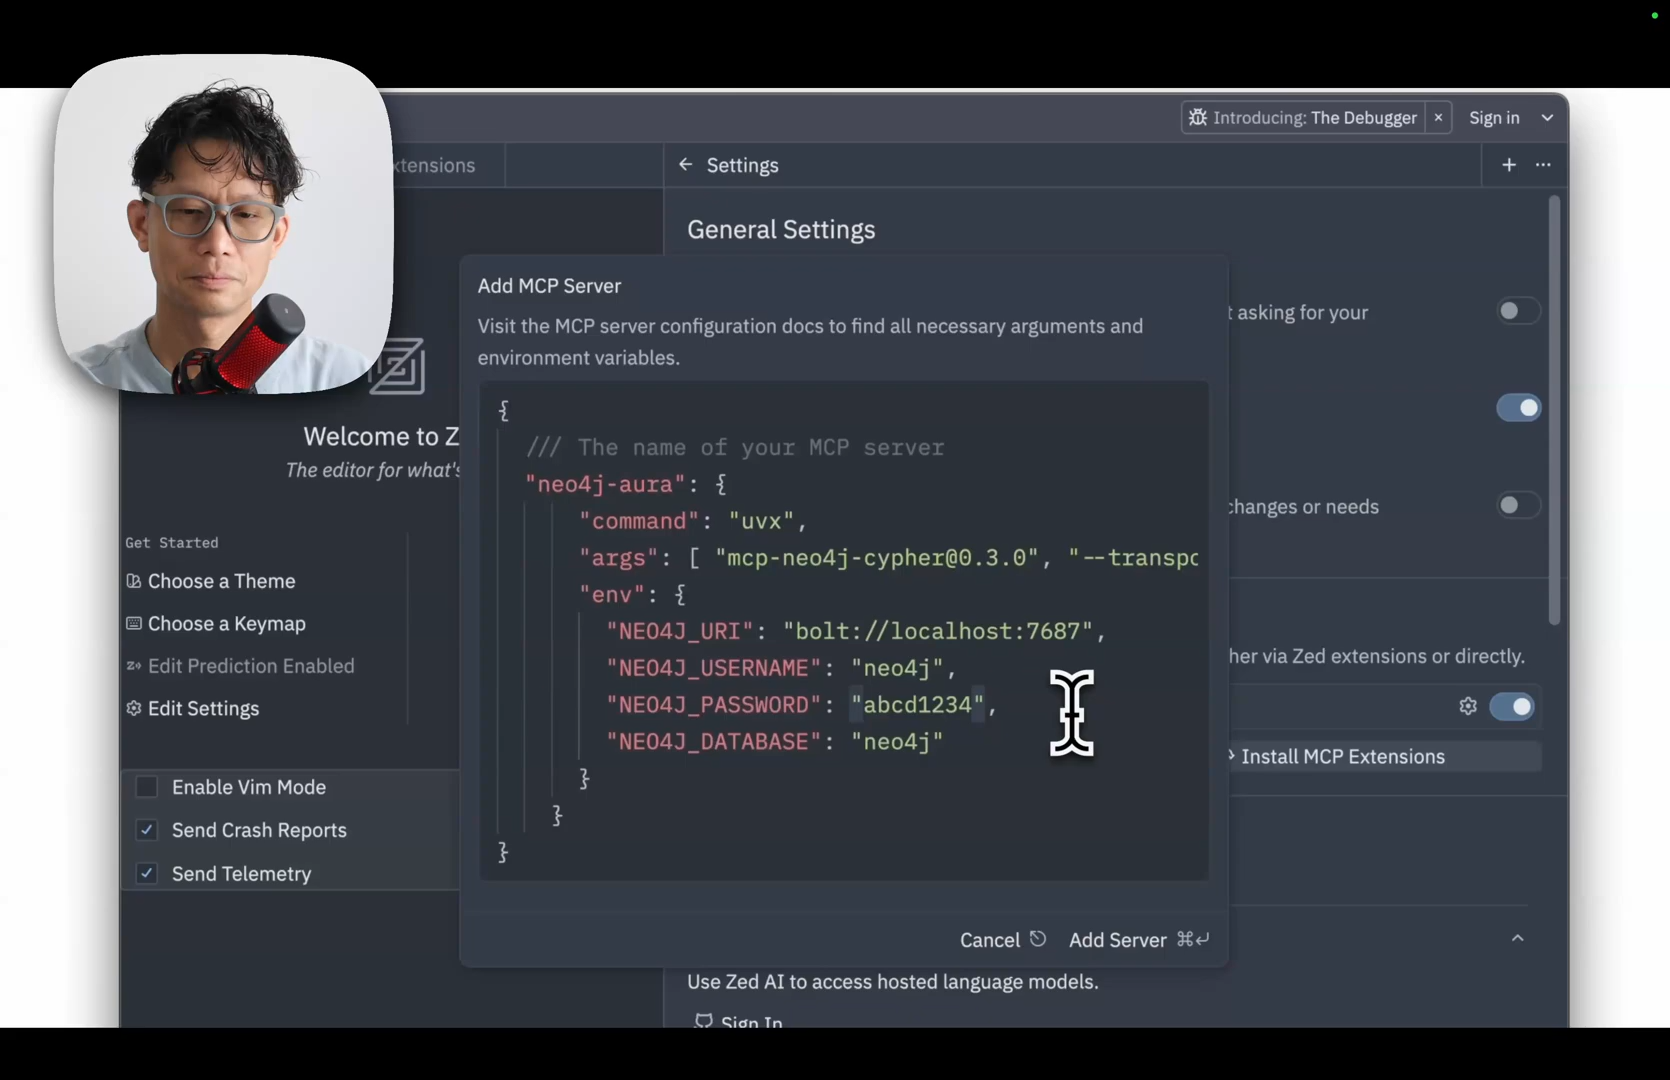 Introducing: The Debugger × Sign in
xtensions
← Settings
General Settings
Add MCP Server
Visit the MCP server configuration docs to find all necessary arguments and
environment variables.
t asking for your
{
/// The name of your MCP server
"neo4j-aura": {
"command": "uvx",
"args": [ "mcp-neo4j-cypher@0.3.0", "--transpo
"env": {
"NEO4J_URI": "bolt://localhost:7687",
"NEO4J_USERNAME": "neo4j",
"NEO4J_PASSWORD": "abcd1234",
"NEO4J_DATABASE": "neo4j"
}
}
}
Cancel Add Server ⌘↵
Welcome to Z
The editor for what's
Get Started
Choose a Theme
Choose a Keymap
Edit Prediction Enabled
Edit Settings
Enable Vim Mode
Send Crash Reports
Send Telemetry
changes or needs
her via Zed extensions or directly.
Install MCP Extensions
Use Zed AI to access hosted language models.
Sign In